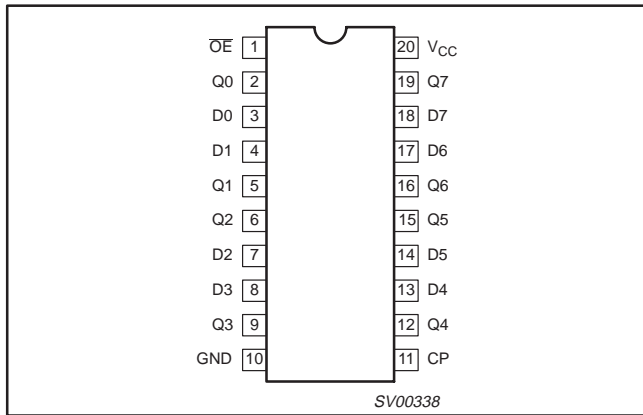 O̅E̅ 1 20 VCC
Q0 2 19 Q7
D0 3 18 D7
D1 4 17 D6
Q1 5 16 Q6
Q2 6 15 Q5
D2 7 14 D5
D3 8 13 D4
Q3 9 12 Q4
GND 10 11 CP
SV00338